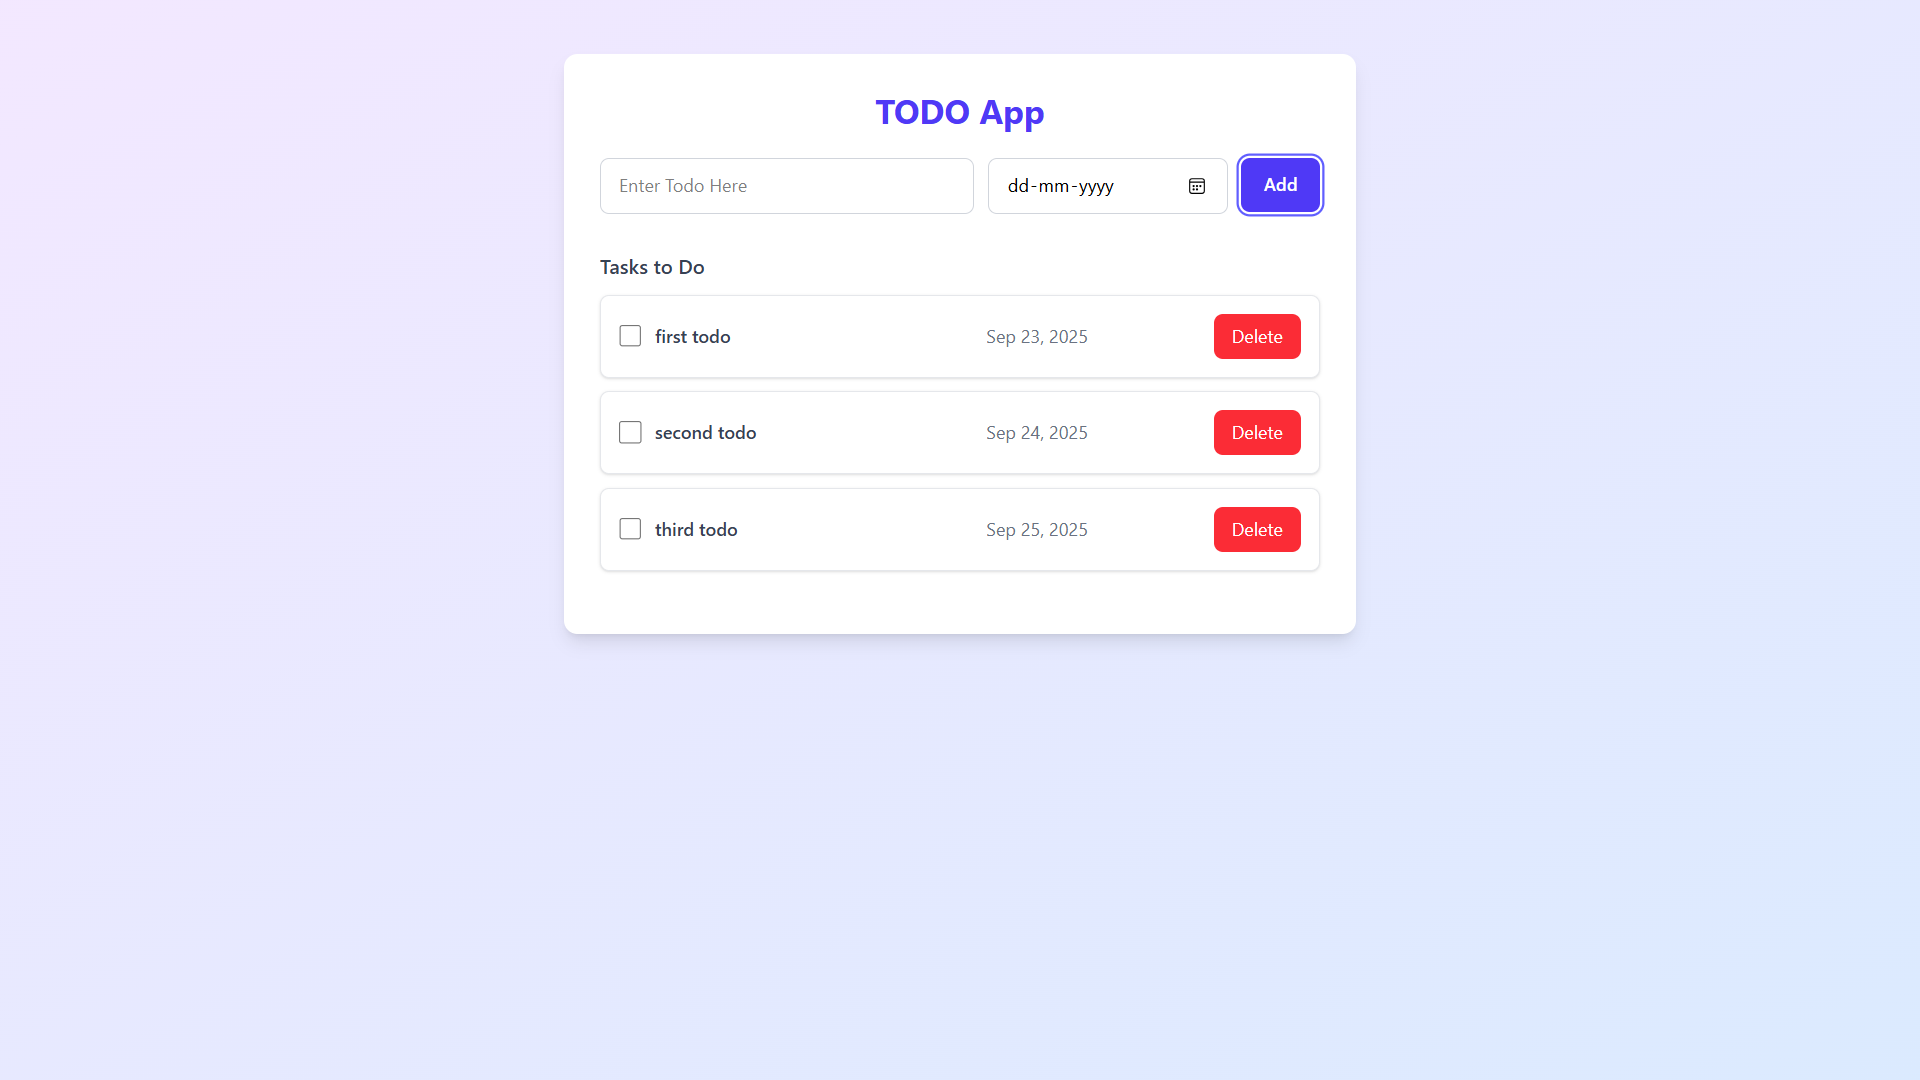 TODO App
Enter Todo Here
dd-mm-yyyy
Add
Tasks to Do
first todo Sep 23, 2025 Delete
second todo Sep 24, 2025 Delete
third todo Sep 25, 2025 Delete